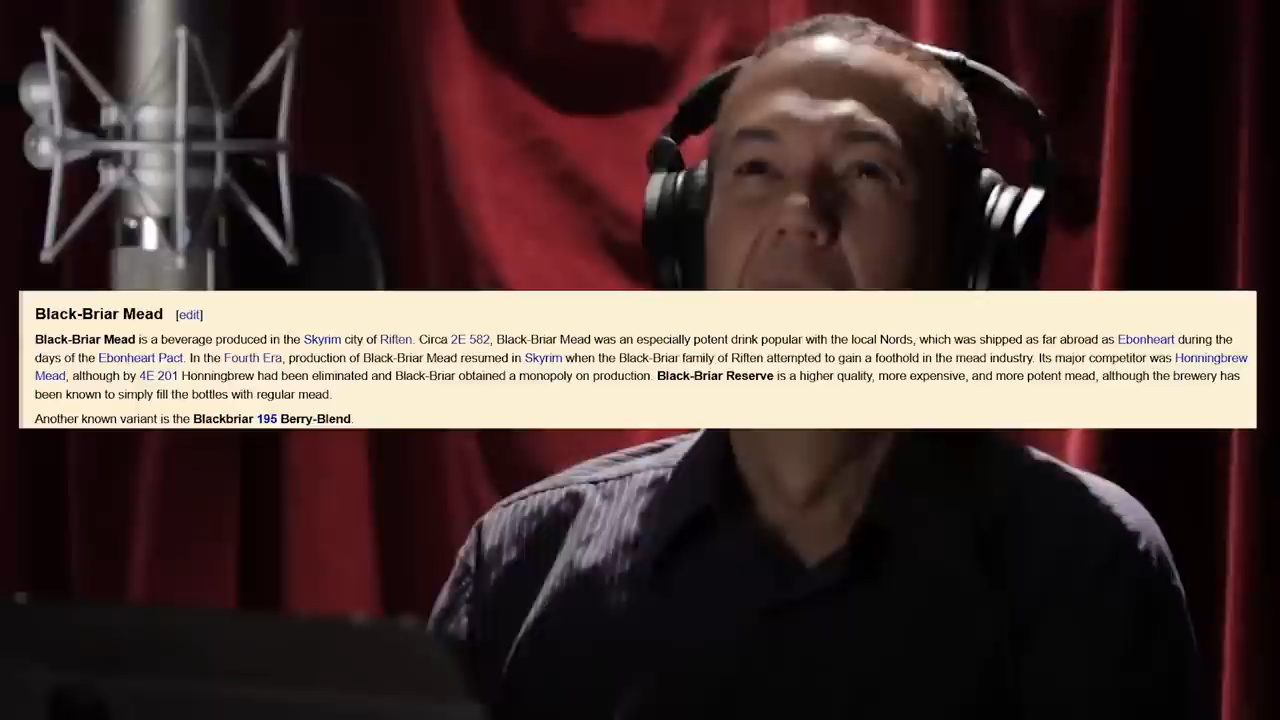 Black-Briar Mead [edit]
Black-Briar Mead is a beverage produced in the Skyrim city of Riften. Circa 2E 582, Black-Briar Mead was an especially potent drink popular with the local Nords, which was shipped as far abroad as Ebonheart during the
days of the Ebonheart Pact. In the Fourth Era, production of Black-Briar Mead resumed in Skyrim when the Black-Briar family of Riften attempted to gain a foothold in the mead industry. Its major competitor was Honningbrew
Mead, although by 4E 201 Honningbrew had been eliminated and Black-Briar obtained a monopoly on production. Black-Briar Reserve is a higher quality, more expensive, and more potent mead, although the brewery has
been known to simply fill the bottles with regular mead.
Another known variant is the Blackbriar 195 Berry-Blend.